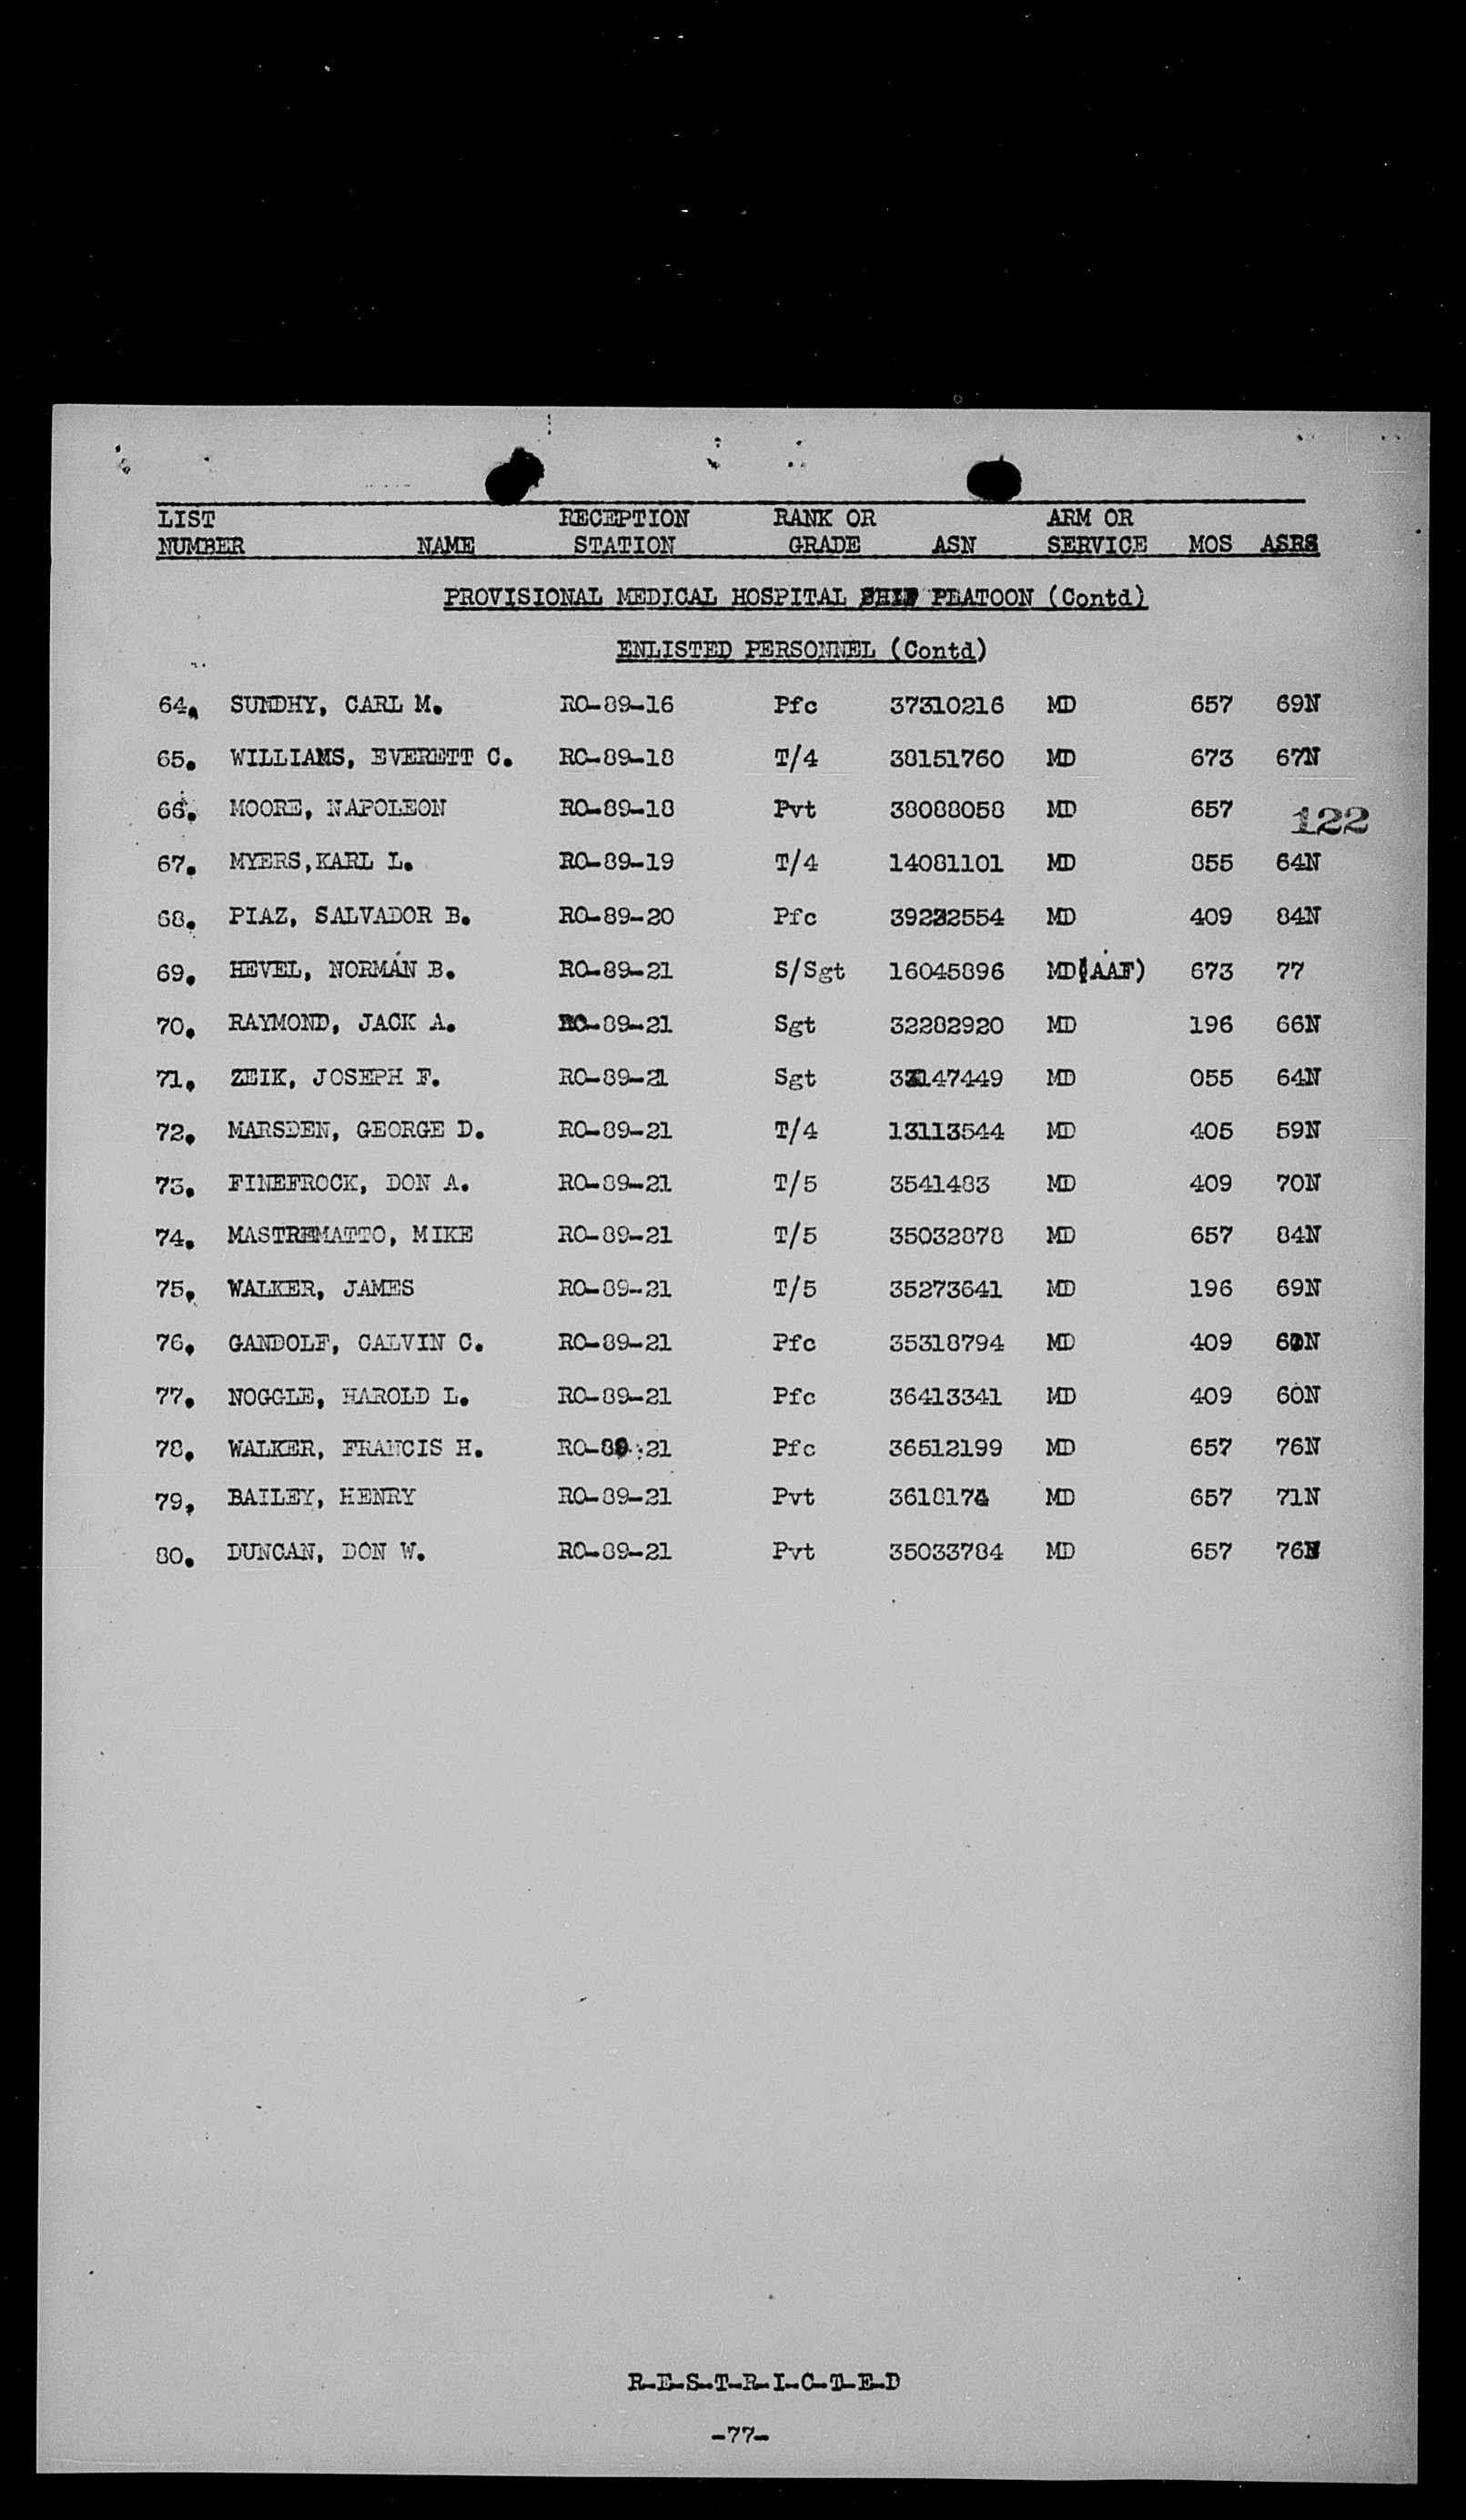 LIST RECEPTION RANK OR ARM OR
NUMBER NAME STATION GRADE ASN SERVICE MOS ASRS
PROVISIONAL MEDICAL HOSPITAL SHIP PLATOON (Contd)
ENLISTED PERSONNEL (Contd)
64. SUNDHY, CARL M. RO-89-16 Pfc 37310216 MD 657 69N
65. WILLIAMS, EVERETT C. RO-89-18 T/4 38151760 MD 673 67N
66. MOORE, NAPOLEON RO-89-18 Pvt 38088058 MD 657 122
67. MYERS,KARL L. RO-89-19 T/4 14081101 MD 855 64N
68. PIAZ, SALVADOR B. RO-89-20 Pfc 39232554 MD 409 84N
69. HEVEL, NORMAN B. RO-89-21 S/Sgt 16045896 MD(AAF) 673 77
70. RAYMOND, JACK A. RO-89-21 Sgt 32282920 MD 196 66N
71. ZEIK, JOSEPH F. RO-89-21 Sgt MD 055 64N
72. MARSDEN, GEORGE D. RO-89-21 T/4 13113544 MD 405 59N
73. FINEFROCK, DON A. RO-89-21 T/5 3541483 MD 409 70N
74. MASTREMATTO, MIKE RO-89-21 T/5 35032878 MD 657 84N
75. WALKER, JAMES RO-89-21 T/5 35273641 MD 196 69N
76. GANDOLF, CALVIN C. RO-89-21 Pfc 35318794 MD 409
77. NOGGLE, HAROLD L. RO-89-21 Pfc 36413341 MD 409 60N
78. WALKER, FRANCIS H. RO-89-21 Pfc 36512199 MD 657 76N
79. BAILEY, HENRY RO-89-21 Pvt MD 657 71N
80. DUNCAN, DON W. RO-89-21 Pvt 35033784 MD 657 76N
R-E-S-T-R-I-C-T-E-D
-77-